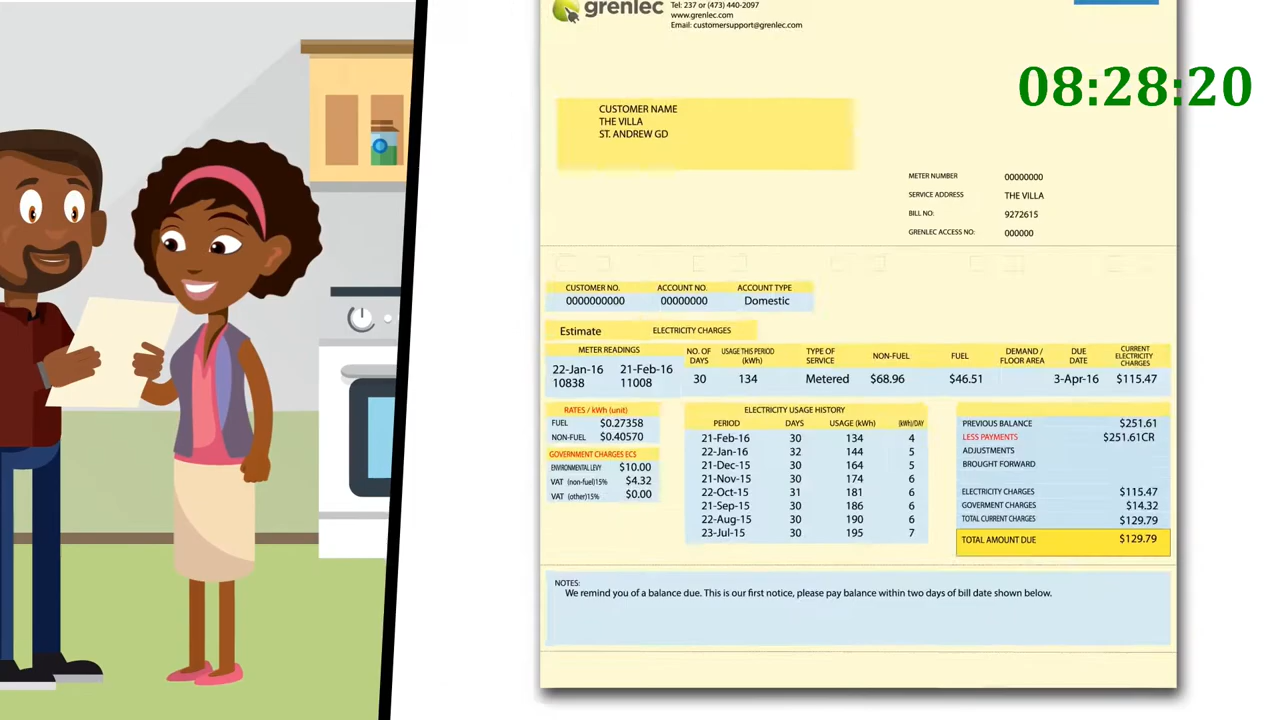 grenlec
Tel: 237 or (473) 440-2097
www.grenlec.com
Email: customersupport@grenlec.com
08:28:20
CUSTOMER NAME
THE VILLA
ST. ANDREW GD
METER NUMBER 00000000
SERVICE ADDRESS THE VILLA
BILL NO: 9272615
GRENLEC ACCESS NO: 000000
CUSTOMER NO. ACCOUNT NO. ACCOUNT TYPE
0000000000 00000000 Domestic
Estimate ELECTRICITY CHARGES
METER READINGS NO. OF DAYS USAGE THIS PERIOD (kWh) TYPE OF SERVICE NON-FUEL FUEL DEMAND / FLOOR AREA DUE DATE CURRENT ELECTRICITY CHARGES
22-Jan-16 21-Feb-16
10838 11008 30 134 Metered $68.96 $46.51 3-Apr-16 $115.47
RATES / kWh (unit)
FUEL $0.27358
NON-FUEL $0.40570
GOVERNMENT CHARGES ECS
ENVIRONMENTAL LEVY $10.00
VAT (non-fuel)15% $4.32
VAT (other)15% $0.00
ELECTRICITY USAGE HISTORY
PERIOD DAYS USAGE (kWh) (kWH)/DAY
21-Feb-16 30 134 4
22-Jan-16 32 144 5
21-Dec-15 30 164 5
21-Nov-15 30 174 6
22-Oct-15 31 181 6
21-Sep-15 30 186 6
22-Aug-15 30 190 6
23-Jul-15 30 195 7
PREVIOUS BALANCE $251.61
LESS PAYMENTS $251.61CR
ADJUSTMENTS
BROUGHT FORWARD
ELECTRICITY CHARGES $115.47
GOVERMENT CHARGES $14.32
TOTAL CURRENT CHARGES $129.79
TOTAL AMOUNT DUE $129.79
NOTES:
We remind you of a balance due. This is our first notice, please pay balance within two days of bill date shown below.